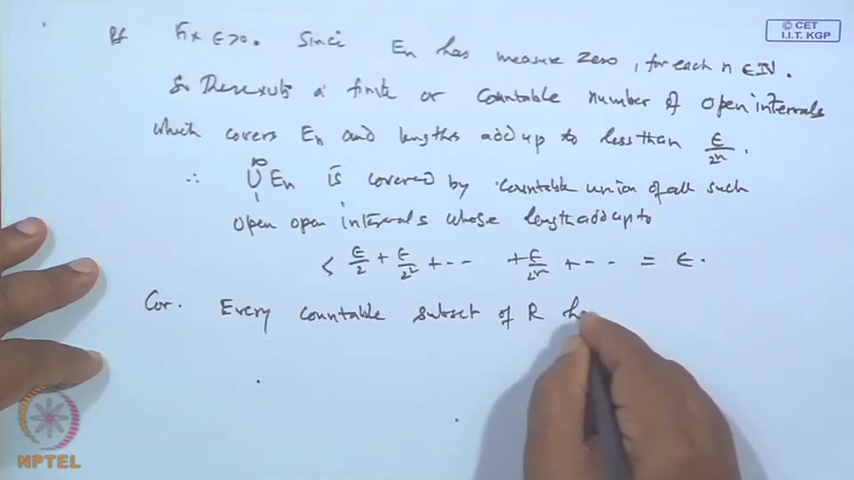 Pf Fix ε>0. Since En has measure zero, for each n ∈ N.
So There exists a finite or countable number of open intervals
which covers En and lengths add up to less than ε/2ⁿ.
∴ ∞∪1 En is covered by countable union of all such
open open intervals whose length add up to
< ε/2 + ε/2² + --- + ε/2ⁿ + --- = ε.
Cor. Every countable subset of R h
© CET
I.I.T. KGP
NPTEL